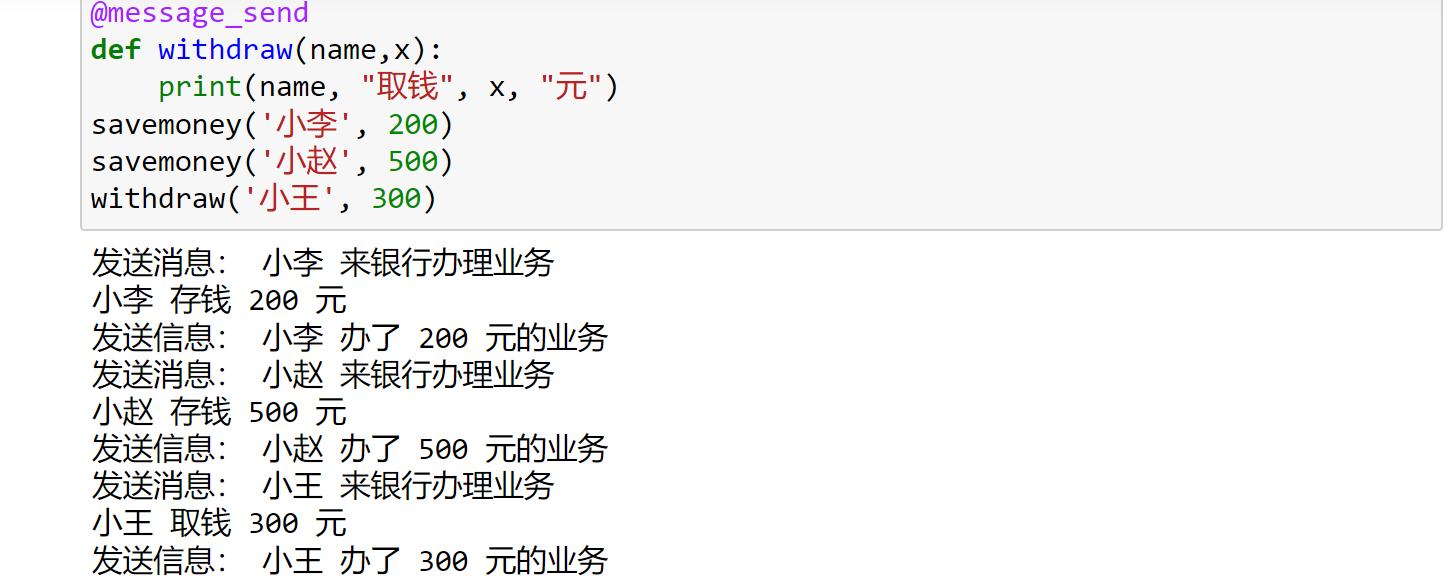 @message_send
def withdraw(name,x):
    print(name, "取钱", x, "元")
savemoney('小李', 200)
savemoney('小赵', 500)
withdraw('小王', 300)
发送消息： 小李 来银行办理业务
小李 存钱 200 元
发送信息： 小李 办了 200 元的业务
发送消息： 小赵 来银行办理业务
小赵 存钱 500 元
发送信息： 小赵 办了 500 元的业务
发送消息： 小王 来银行办理业务
小王 取钱 300 元
发送信息： 小王 办了 300 元的业务